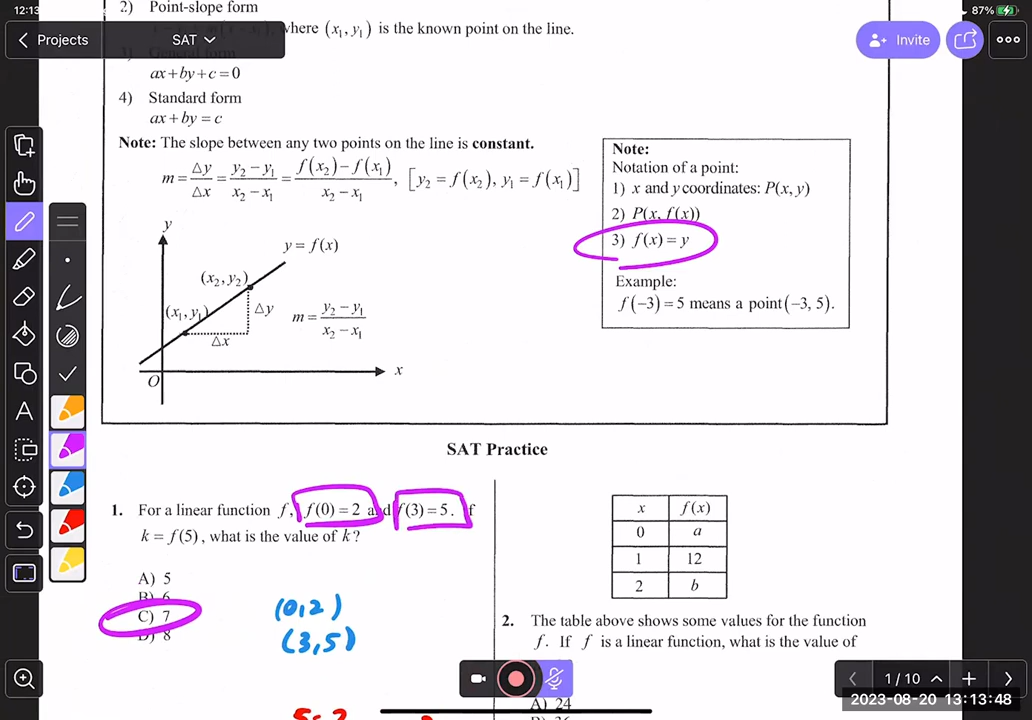 12:13
87%
Projects
SAT
Invite
2) Point-slope form
where (x₁, y₁) is the known point on the line.
3) General form
ax+by+c=0
4) Standard form
ax+by=c
Note: The slope between any two points on the line is constant.
m = Δy/Δx = (y₂−y₁)/(x₂−x₁) = (f(x₂)−f(x₁))/(x₂−x₁), [y₂ = f(x₂), y₁ = f(x₁)]
y
y = f(x)
(x₂, y₂)
(x₁, y₁)
Δy
m = (y₂−y₁)/(x₂−x₁)
Δx
O
x
Note:
Notation of a point:
1) x and y coordinates: P(x, y)
2) P(x, f(x))
3) f(x) = y
Example:
f(−3) = 5 means a point (−3, 5).
SAT Practice
1. For a linear function f, f(0) = 2 and f(3) = 5. If
k = f(5), what is the value of k?
A) 5
B) 6
C) 7
D) 8
(0,2)
(3,5)
5-2
x f(x)
0 a
1 12
2 b
2. The table above shows some values for the function
f. If f is a linear function, what is the value of
A) 24
1 / 10
2023-08-20 13:13:48